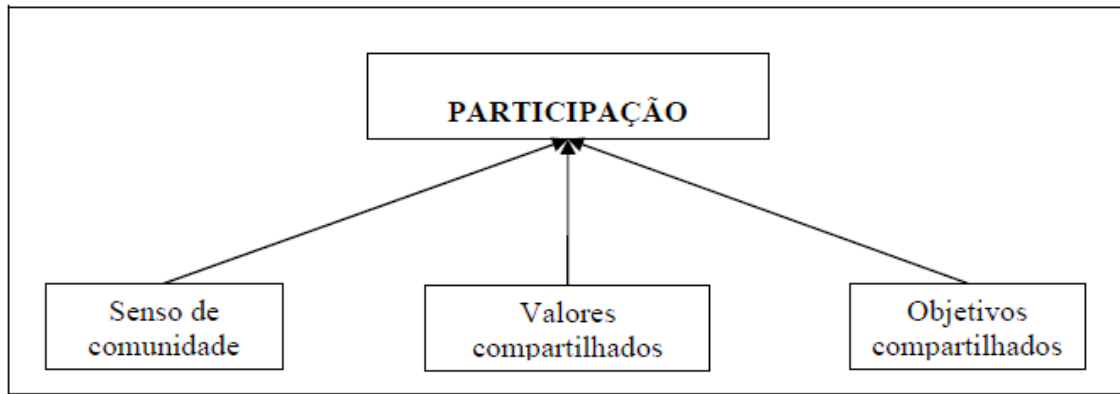 PARTICIPAÇÃO
Senso de
comunidade
Valores
compartilhados
Objetivos
compartilhados